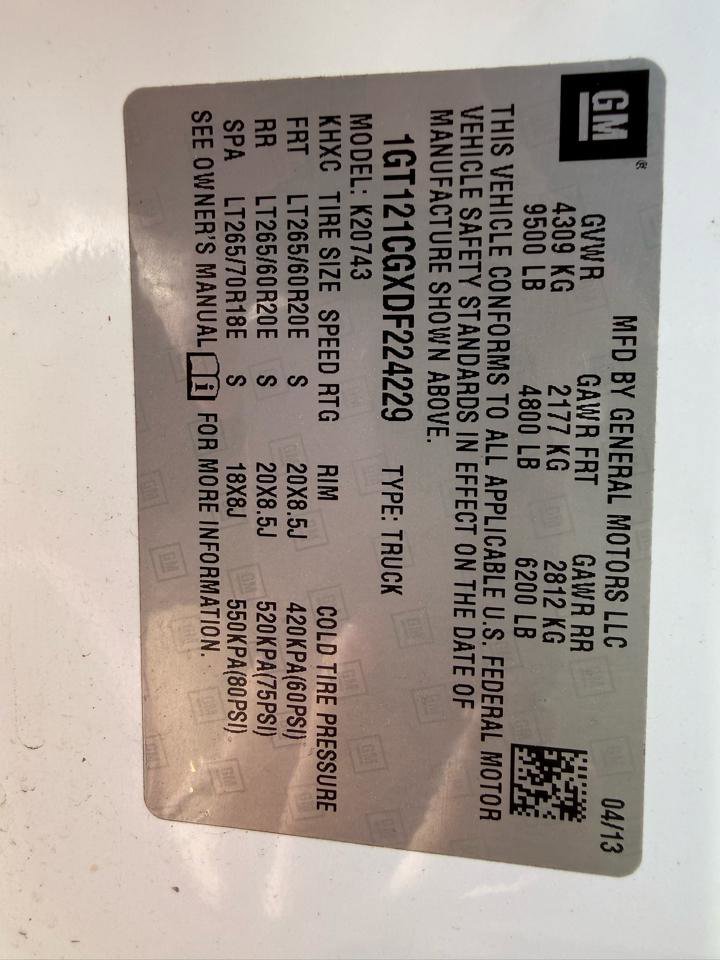 GM®
MFD BY GENERAL MOTORS LLC 04/13
GVWR GAWR FRT GAWR RR
4309 KG 2177 KG 2812 KG
9500 LB 4800 LB 6200 LB
THIS VEHICLE CONFORMS TO ALL APPLICABLE U.S. FEDERAL MOTOR
VEHICLE SAFETY STANDARDS IN EFFECT ON THE DATE OF
MANUFACTURE SHOWN ABOVE.
1GT121CGXDF224229 TYPE: TRUCK
MODEL: K20743
KHXC TIRE SIZE SPEED RTG RIM COLD TIRE PRESSURE
FRT LT265/60R20E S 20X8.5J 420KPA(60PSI)
RR LT265/60R20E S 20X8.5J 520KPA(75PSI)
SPA LT265/70R18E S 18X8J 550KPA(80PSI)
SEE OWNER'S MANUAL i FOR MORE INFORMATION.